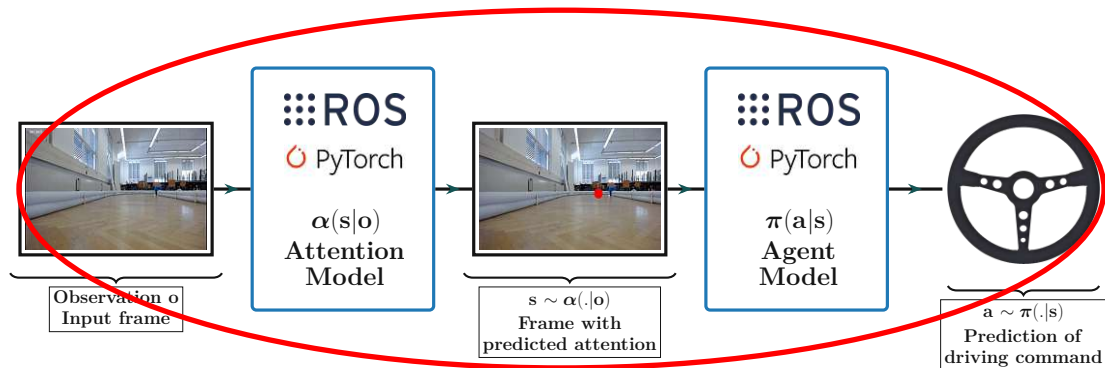 ROS
PyTorch
α(s|o)
Attention
Model
ROS
PyTorch
π(a|s)
Agent
Model
Observation o
Input frame
s ∼ α(.|o)
Frame with
predicted attention
a ∼ π(.|s)
Prediction of
driving command